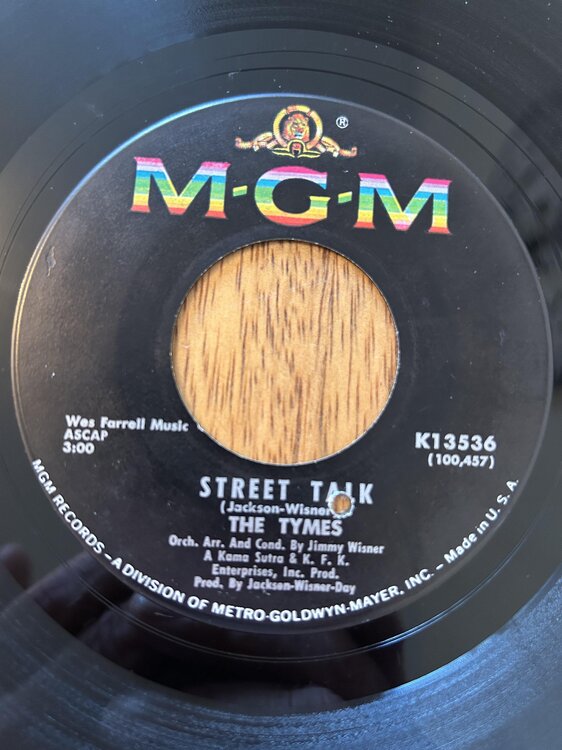 ®
M-G-M
Wes Farrell Music
ASCAP
3:00
K13536
(100,457)
STREET TALK
(Jackson-Wisner
THE TYMES
Orch. Arr. And Cond. By Jimmy Wisner
A Kama Sutra & K. F. K.
Enterprises, Inc. Prod.
Prod. By Jackson-Wisner-Day
MGM RECORDS – A DIVISION OF METRO-GOLDWYN-MAYER, INC. – Made in U. S. A.